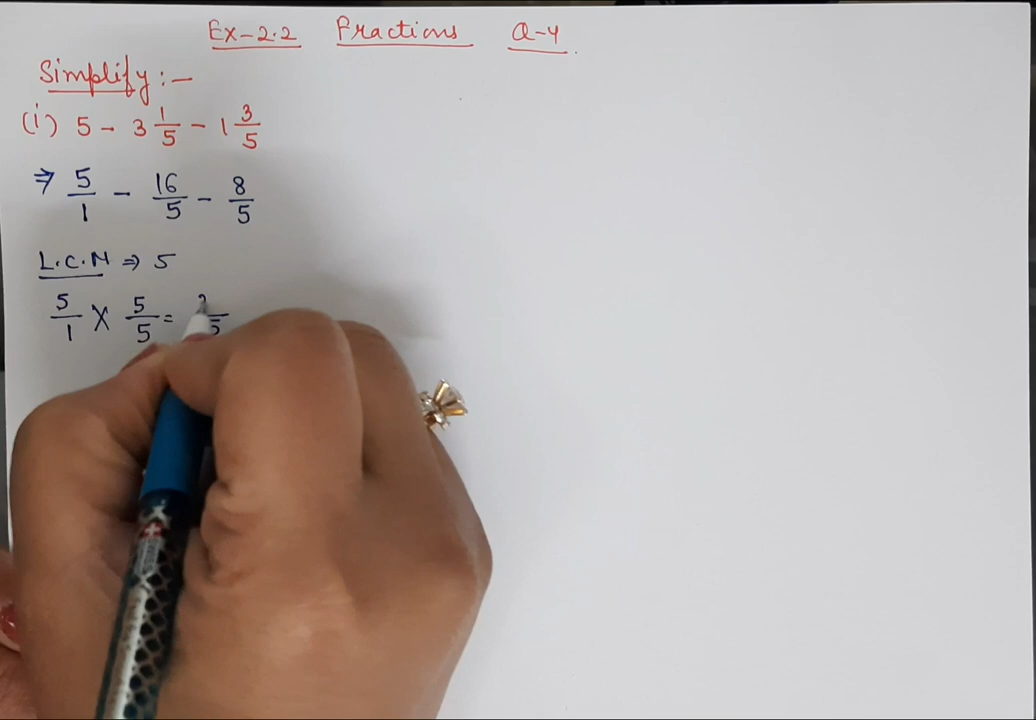 Ex-2.2 Fractions Q-4.
Simplify:-
(i) 5 - 3 1/5 - 1 3/5
⇒ 5/1 - 16/5 - 8/5
L.C.M ⇒ 5
5/1 X 5/5 =